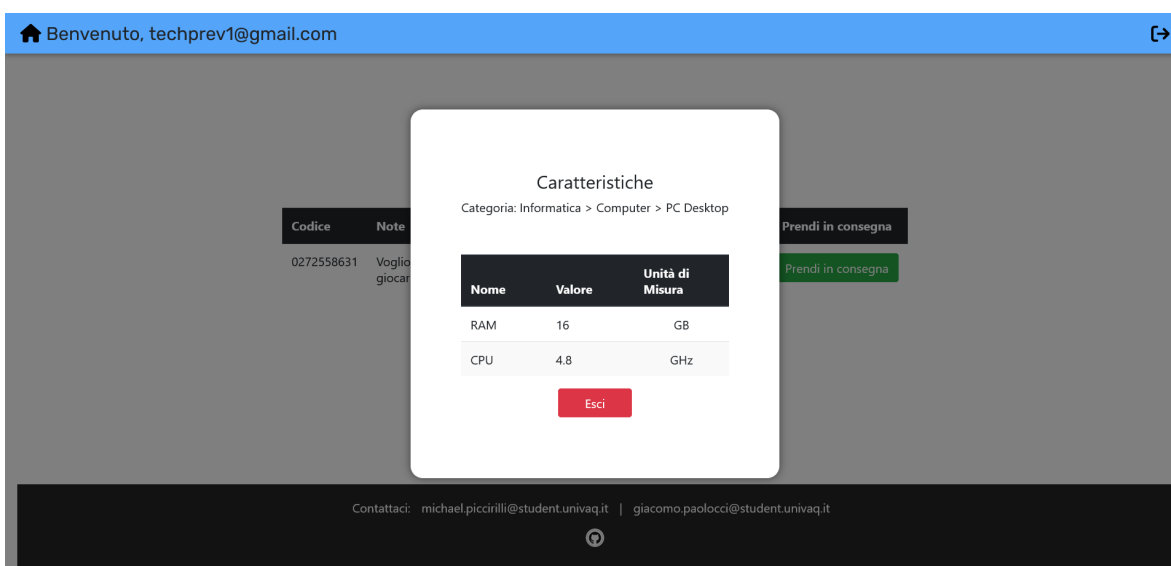 Benvenuto, techprev1@gmail.com
Caratteristiche
Categoria: Informatica > Computer > PC Desktop
Codice Note Prendi in consegna
0272558631 Voglio Prendi in consegna
giocar
Nome Valore Unità di
Misura
RAM 16 GB
CPU 4.8 GHz
Esci
Contattaci: michael.piccirilli@student.univaq.it | giacomo.paolocci@student.univaq.it